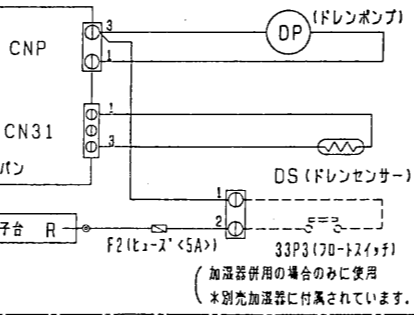 3
DP
(ドレンポンプ)
CNP
1
1
CN31
3
パン
DS (ドレンセンサー)
1
子台 R
2
F2(ヒューズ<5A>)
33P3(フロートスイッチ)
加湿器併用の場合のみに使用
*別売加湿器に付属されています。